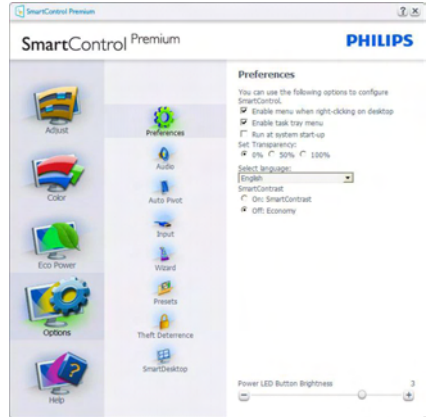 SmartControl Premium
SmartControl Premium
PHILIPS
Adjust
Color
Eco Power
Options
Help
Preferences
Audio
Auto Pivot
Input
Wizard
Presets
Theft Deterrence
SmartDesktop
Preferences
You can use the following options to configure
SmartControl.
Enable menu when right-clicking on desktop
Enable task tray menu
Run at system start-up
Set Transparency:
0% 50% 100%
Select language:
English
SmartContrast
On: SmartContrast
Off: Economy
Power LED Button Brightness 3